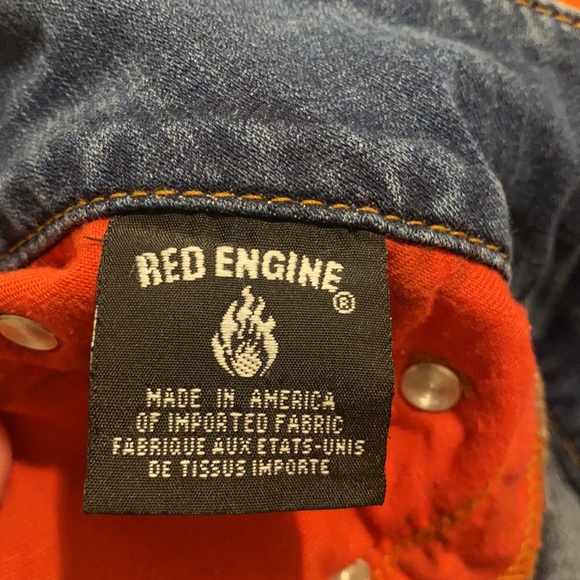 RED ENGINE®
MADE IN AMERICA
OF IMPORTED FABRIC
FABRIQUE AUX ETATS-UNIS
DE TISSUS IMPORTE